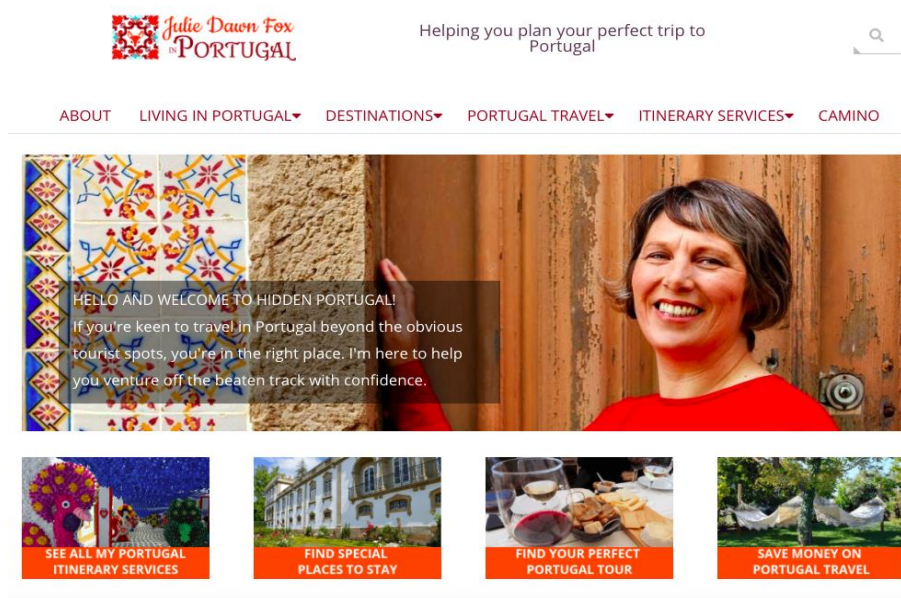 Julie Dawn Fox
IN PORTUGAL
Helping you plan your perfect trip to
Portugal
ABOUT LIVING IN PORTUGAL DESTINATIONS PORTUGAL TRAVEL ITINERARY SERVICES CAMINO
HELLO AND WELCOME TO HIDDEN PORTUGAL!
If you're keen to travel in Portugal beyond the obvious
tourist spots, you're in the right place. I'm here to help
you venture off the beaten track with confidence.
SEE ALL MY PORTUGAL
ITINERARY SERVICES
FIND SPECIAL
PLACES TO STAY
FIND YOUR PERFECT
PORTUGAL TOUR
SAVE MONEY ON
PORTUGAL TRAVEL